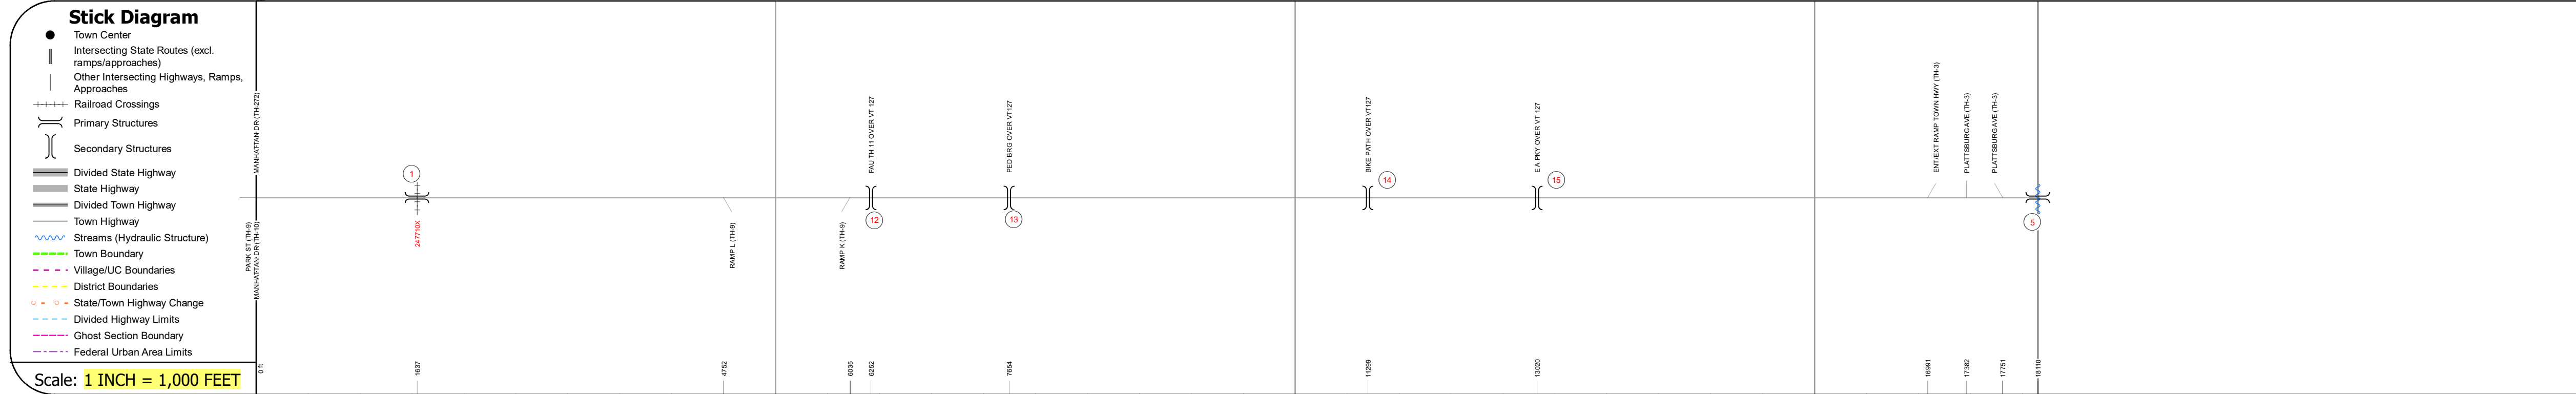 Stick Diagram
Town Center
Intersecting State Routes (excl.
ramps/approaches)
Other Intersecting Highways, Ramps,
Approaches
Railroad Crossings
Primary Structures
Secondary Structures
Divided State Highway
State Highway
Divided Town Highway
Town Highway
Streams (Hydraulic Structure)
Town Boundary
Village/UC Boundaries
District Boundaries
State/Town Highway Change
Divided Highway Limits
Ghost Section Boundary
Federal Urban Area Limits
Scale: 1 INCH = 1,000 FEET
MANHATTAN DR (TH-272)
PARK ST (TH-9)
MANHATTAN DR (TH-10)
0 ft
1
247710X
1637
RAMP L (TH-9)
4752
RAMP K (TH-9)
6035
FAU TH 11 OVER VT 127
12
6252
PED BRG OVER VT127
13
7654
BIKE PATH OVER VT127
14
11299
E A PKY OVER VT 127
15
13020
ENT/EXT RAMP TOWN HWY (TH-3)
16991
PLATTSBURG AVE (TH-3)
17382
PLATTSBURG AVE (TH-3)
17751
5
18110